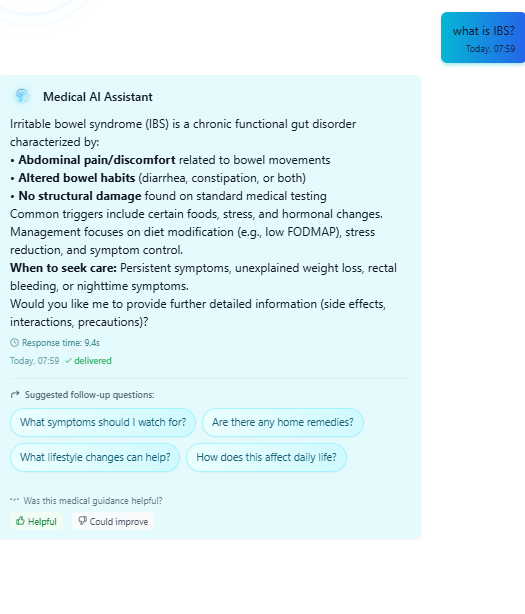 what is IBS?
Today, 07:59
Medical AI Assistant
Irritable bowel syndrome (IBS) is a chronic functional gut disorder
characterized by:
• Abdominal pain/discomfort related to bowel movements
• Altered bowel habits (diarrhea, constipation, or both)
• No structural damage found on standard medical testing
Common triggers include certain foods, stress, and hormonal changes.
Management focuses on diet modification (e.g., low FODMAP), stress
reduction, and symptom control.
When to seek care: Persistent symptoms, unexplained weight loss, rectal
bleeding, or nighttime symptoms.
Would you like me to provide further detailed information (side effects,
interactions, precautions)?
Response time: 9.4s
Today, 07:59 ✓ delivered
Suggested follow-up questions:
What symptoms should I watch for? Are there any home remedies?
What lifestyle changes can help? How does this affect daily life?
Was this medical guidance helpful?
Helpful Could improve